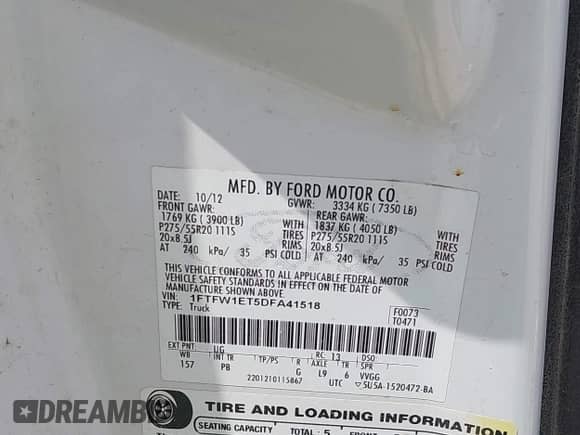 MFD. BY FORD MOTOR CO.
DATE: 10/12 GVWR: 3334 KG ( 7350 LB)
FRONT GAWR: REAR GAWR:
1769 KG ( 3900 LB) WITH 1837 KG ( 4050 LB) WITH
P275/55R20 111S TIRES P275/55R20 111S TIRES
20x8.5J RIMS 20x8.5J RIMS
AT 240 kPa/ 35 PSI COLD AT 240 kPa/ 35 PSI COLD
THIS VEHICLE CONFORMS TO ALL APPLICABLE FEDERAL MOTOR
VEHICLE SAFETY AND THEFT PREVENTION STANDARDS IN EFFECT ON THE DATE OF
MANUFACTURE SHOWN ABOVE.
VIN: 1FTFW1ET5DFA41518 F0073
TYPE: Truck T0471
EXT PNT UG RC: 13 DSO
WB INT TR TP/PS R AXLE TR SPR
157 PB G L9 6 VVGG
2201210115867 UTC
TIRE AND LOADING INFORMATION
SEATING CAPACITY TOTAL : 5
DREAMB